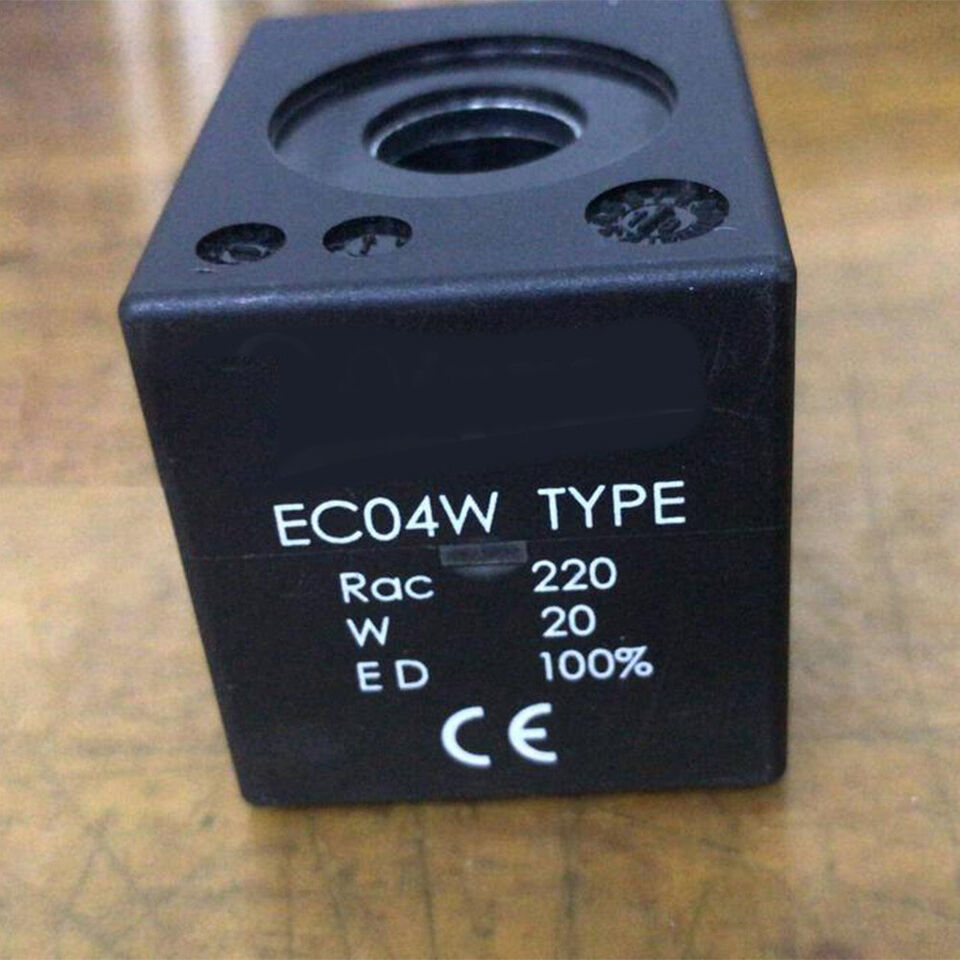 EC04W TYPE
Rac 220
W 20
ED 100%
CE